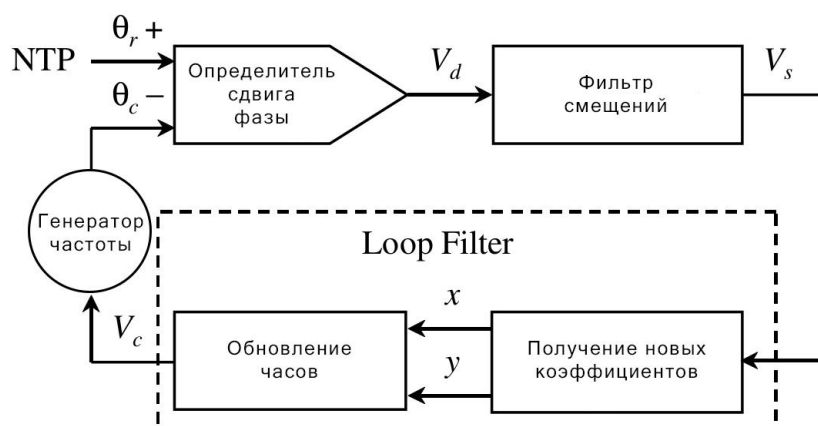 NTP
θr +
θc −
Определитель
сдвига
фазы
Vd
Фильтр
смещений
Vs
Генератор
частоты
Loop Filter
Vc
Обновление
часов
x
y
Получение новых
коэффициентов